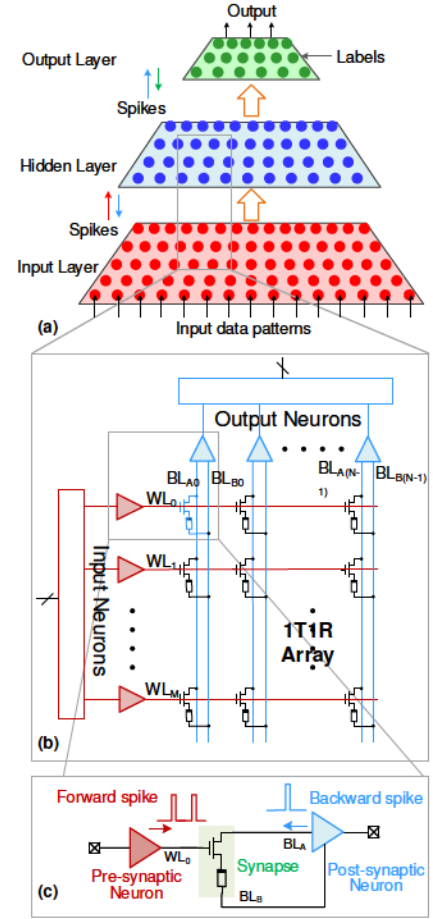 Output
Output Layer
Labels
Spikes
Hidden Layer
Spikes
Input Layer
(a)
Input data patterns
Output Neurons
BLA0
BLB0
BLA(N-
1)
BLB(N-1)
WL0
WL1
Input Neurons
1T1R
Array
WLM
(b)
Forward spike
Backward spike
WL0
BLA
Synapse
Pre-synaptic
Neuron
Post-synaptic
Neuron
BLB
(c)